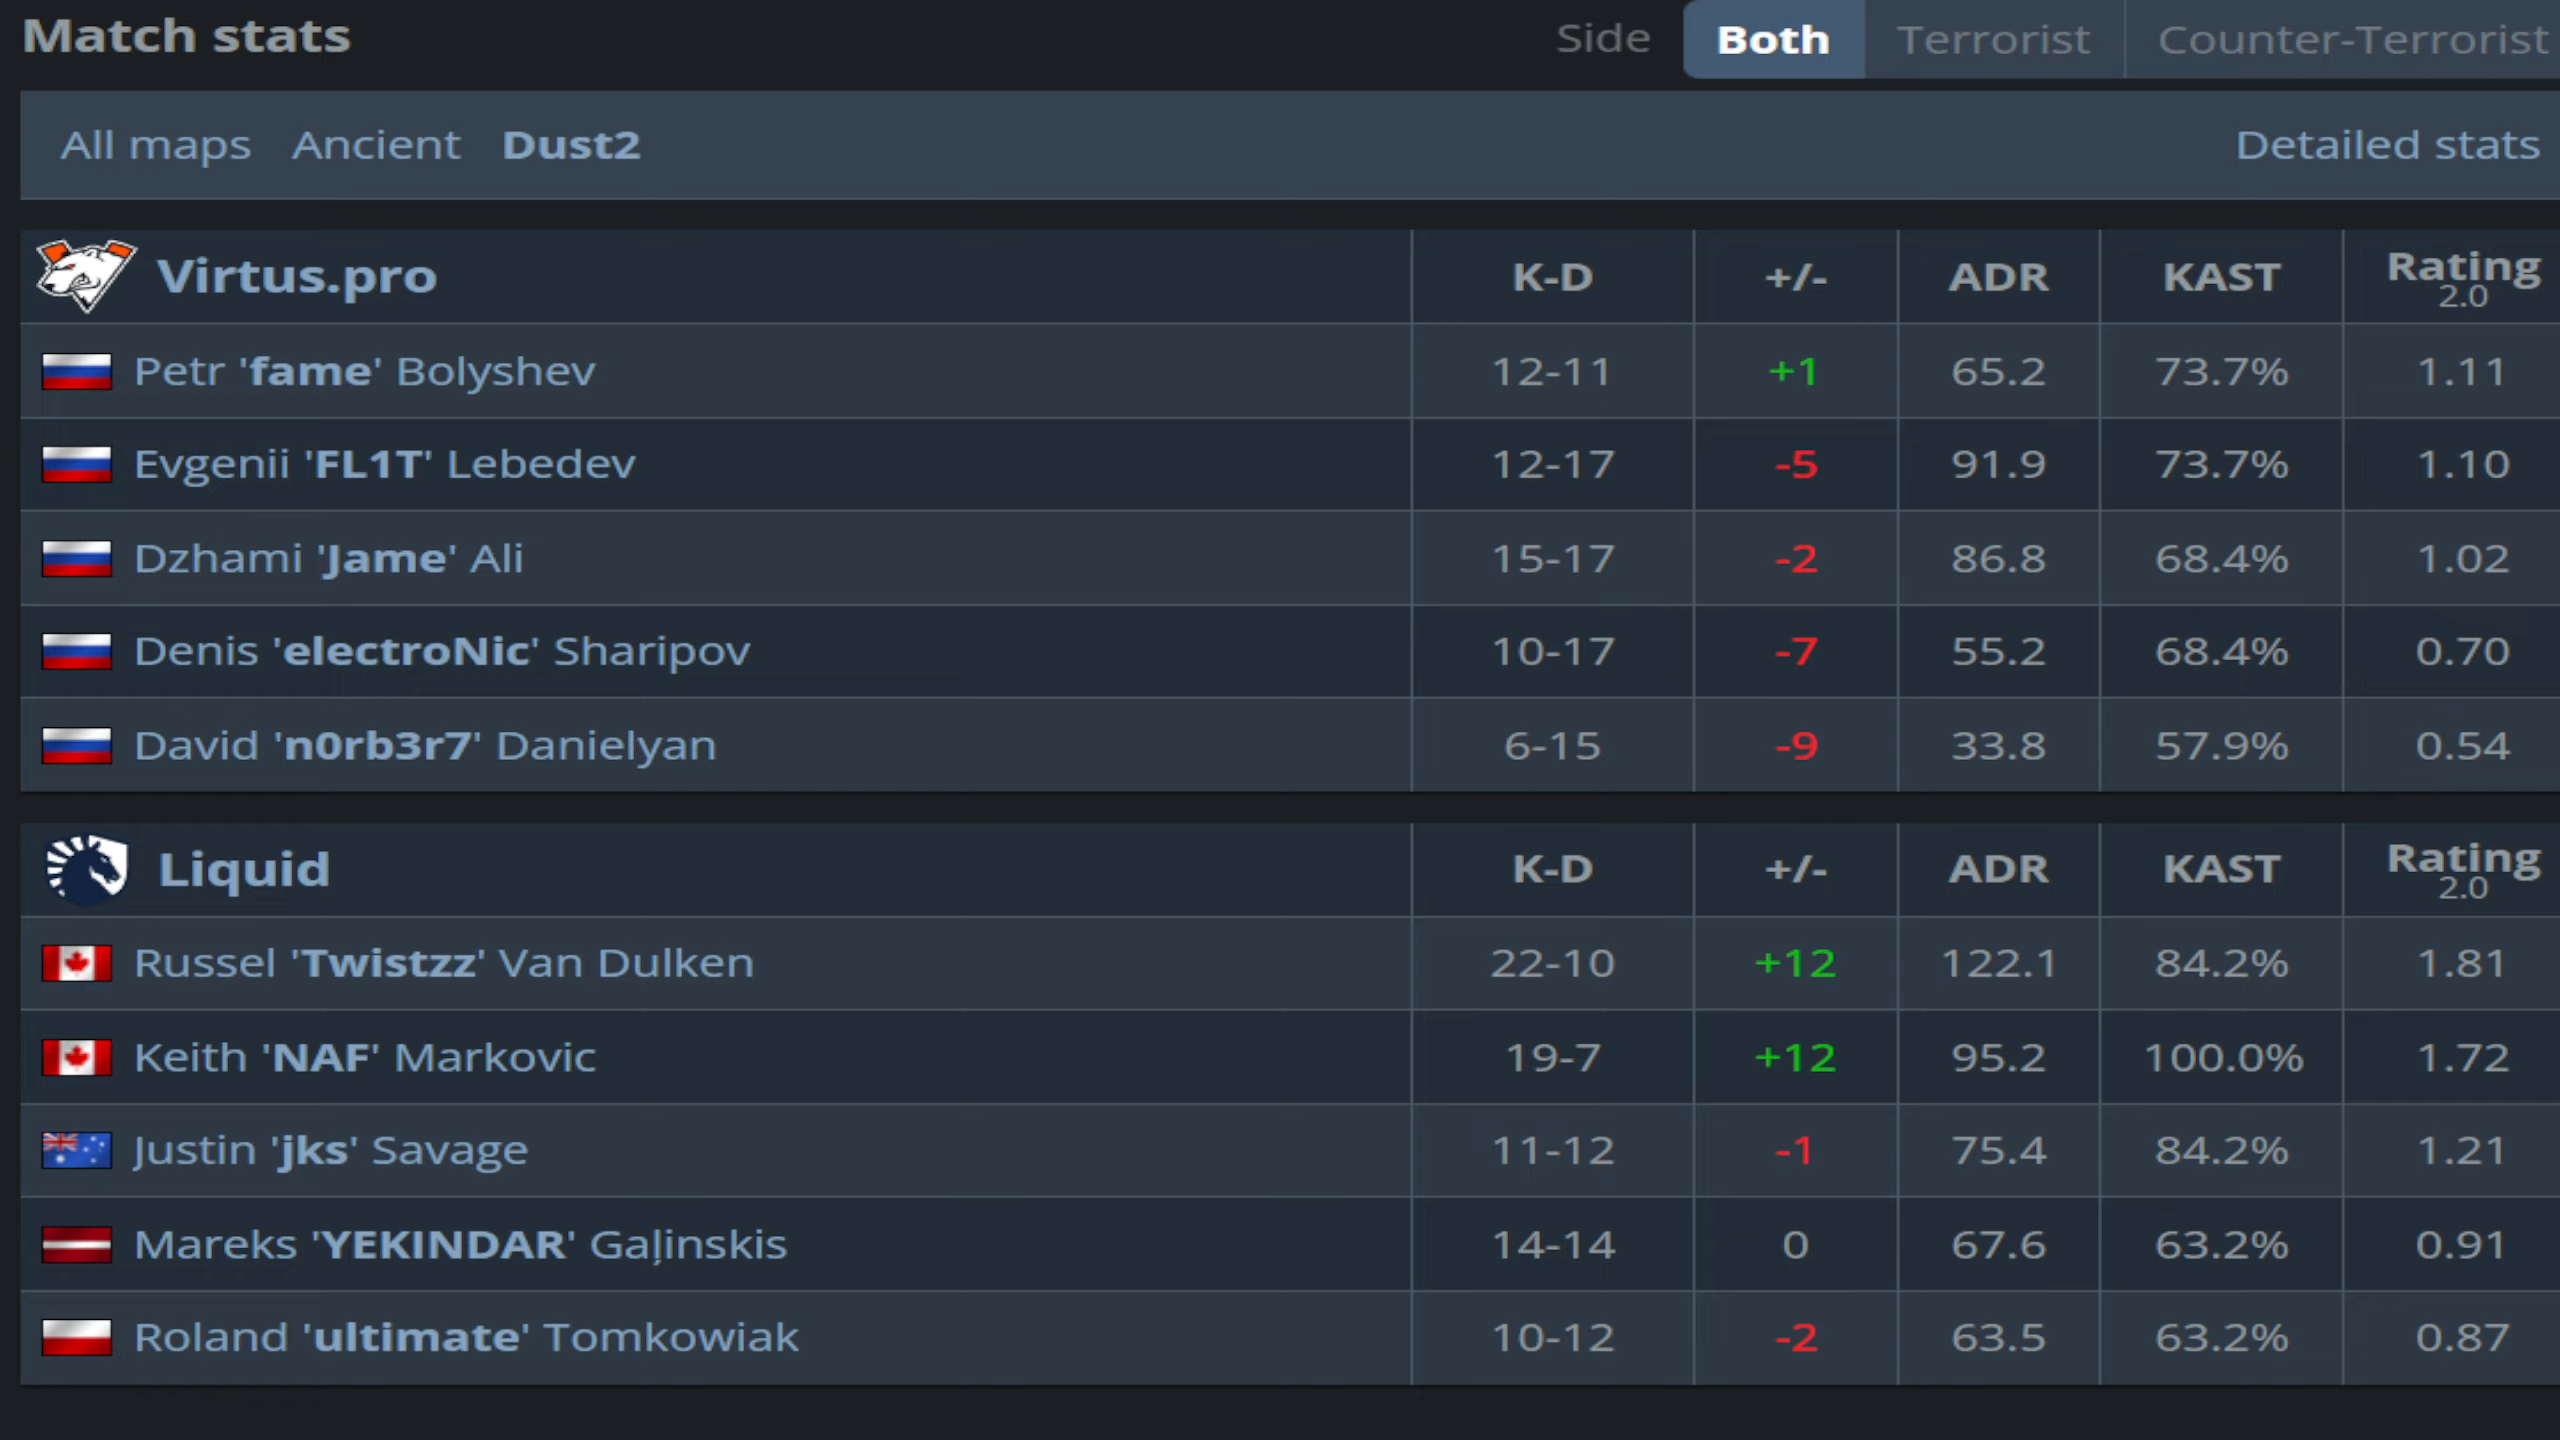 Match stats Side Both Terrorist Counter-Terrorist
All maps Ancient Dust2 Detailed stats
Virtus.pro K-D +/- ADR KAST Rating 2.0
Petr 'fame' Bolyshev 12-11 +1 65.2 73.7% 1.11
Evgenii 'FL1T' Lebedev 12-17 -5 91.9 73.7% 1.10
Dzhami 'Jame' Ali 15-17 -2 86.8 68.4% 1.02
Denis 'electroNic' Sharipov 10-17 -7 55.2 68.4% 0.70
David 'n0rb3r7' Danielyan 6-15 -9 33.8 57.9% 0.54
Liquid K-D +/- ADR KAST Rating 2.0
Russel 'Twistzz' Van Dulken 22-10 +12 122.1 84.2% 1.81
Keith 'NAF' Markovic 19-7 +12 95.2 100.0% 1.72
Justin 'jks' Savage 11-12 -1 75.4 84.2% 1.21
Mareks 'YEKINDAR' Gaļinskis 14-14 0 67.6 63.2% 0.91
Roland 'ultimate' Tomkowiak 10-12 -2 63.5 63.2% 0.87